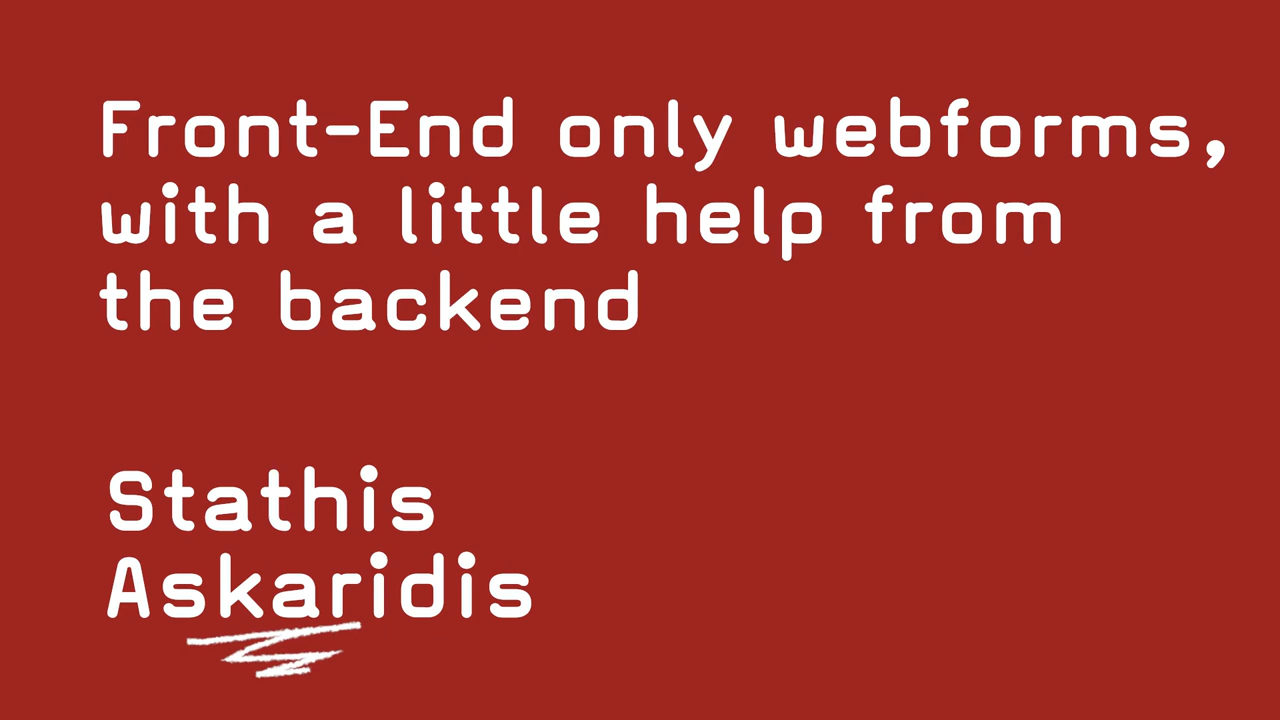 Front-End only webforms,
with a little help from
the backend
Stathis
Askaridis